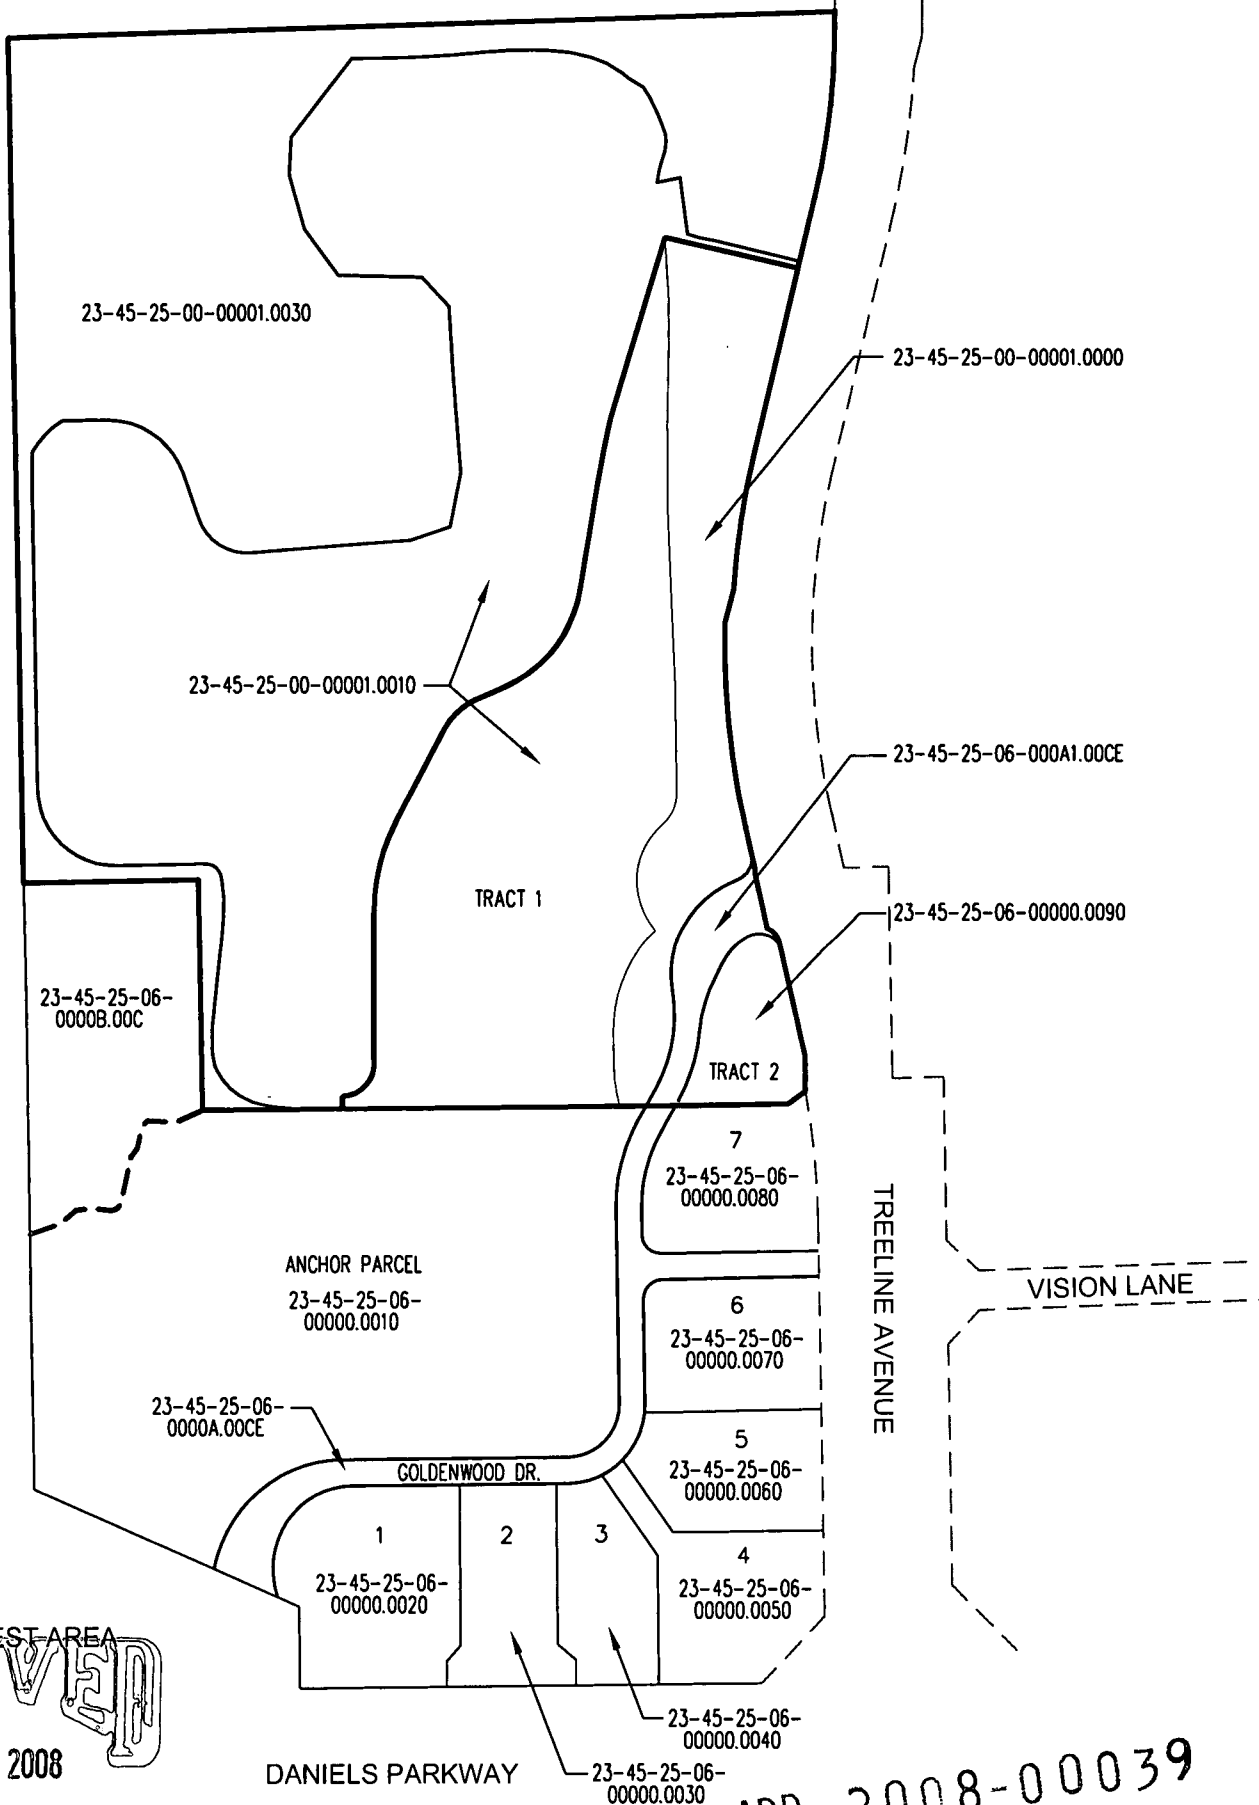 23-45-25-00-00001.0030
23-45-25-00-00001.0000
23-45-25-00-00001.0010
23-45-25-06-000A1.00CE
TRACT 1
23-45-25-06-00000.0090
23-45-25-06-
0000B.00C
TRACT 2
7
23-45-25-06-
00000.0080
TREELINE AVENUE
ANCHOR PARCEL
23-45-25-06-
00000.0010
VISION LANE
6
23-45-25-06-
00000.0070
23-45-25-06-
0000A.00CE
5
23-45-25-06-
00000.0060
GOLDENWOOD DR.
1
23-45-25-06-
00000.0020
2
3
4
23-45-25-06-
00000.0050
EST AREA
VED
23-45-25-06-
00000.0040
2008
DANIELS PARKWAY
23-45-25-06-
00000.0030
2008-00039